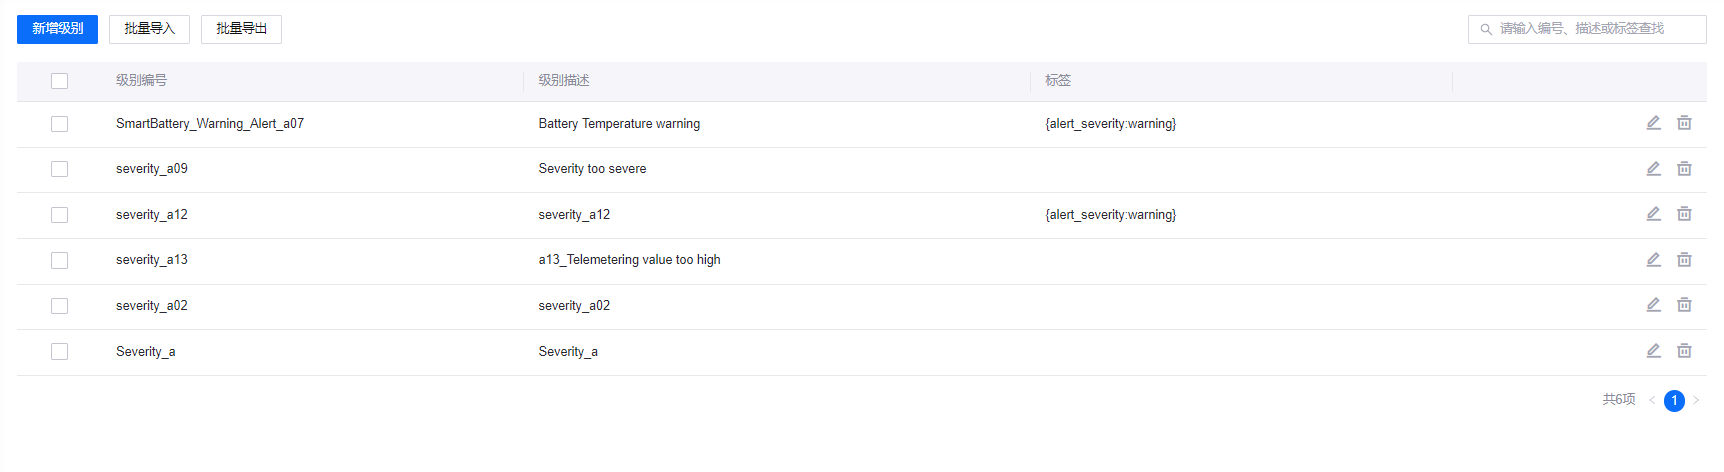 新增级别 批量导入 批量导出 请输入编号、描述或标签查找
级别编号 级别描述 标签
SmartBattery_Warning_Alert_a07 Battery Temperature warning {alert_severity:warning}
severity_a09 Severity too severe
severity_a12 severity_a12 {alert_severity:warning}
severity_a13 a13_Telemetering value too high
severity_a02 severity_a02
Severity_a Severity_a
共6项 < 1 >